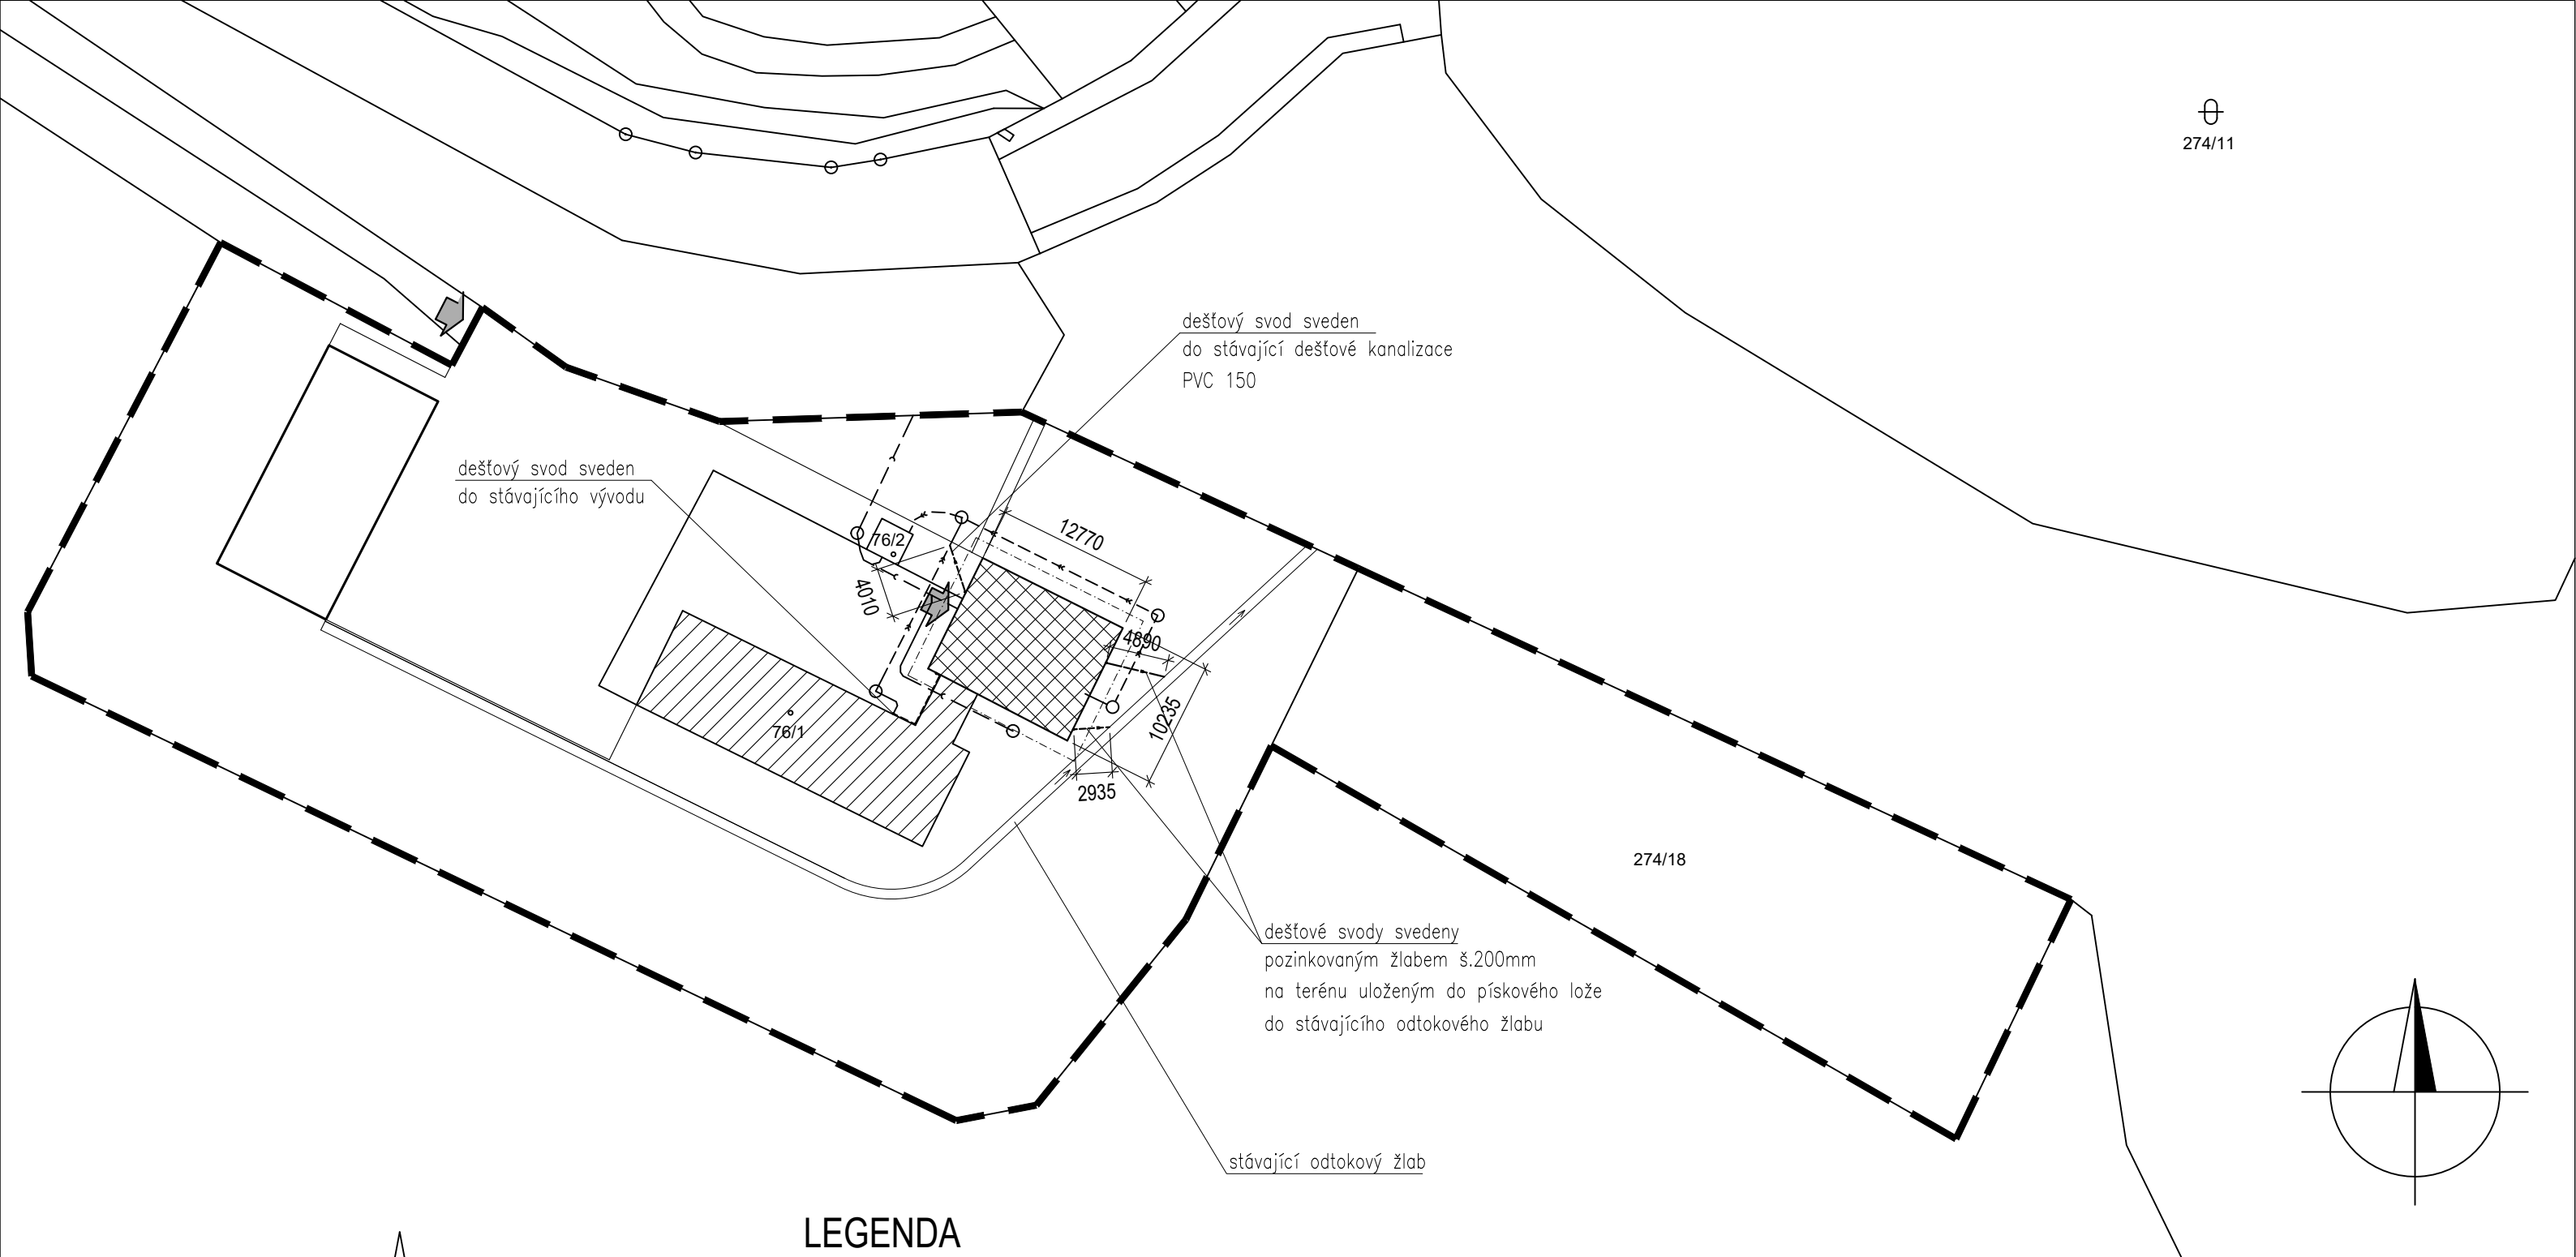 274/11
dešťový svod sveden
do stávající dešťové kanalizace
PVC 150
dešťový svod sveden
do stávajícího vývodu
12770
76/2
4010
4890
10235
76/1
2935
274/18
dešťové svody svedeny
pozinkovaným žlabem š.200mm
na terénu uloženým do pískového lože
do stávajícího odtokového žlabu
stávající odtokový žlab
LEGENDA